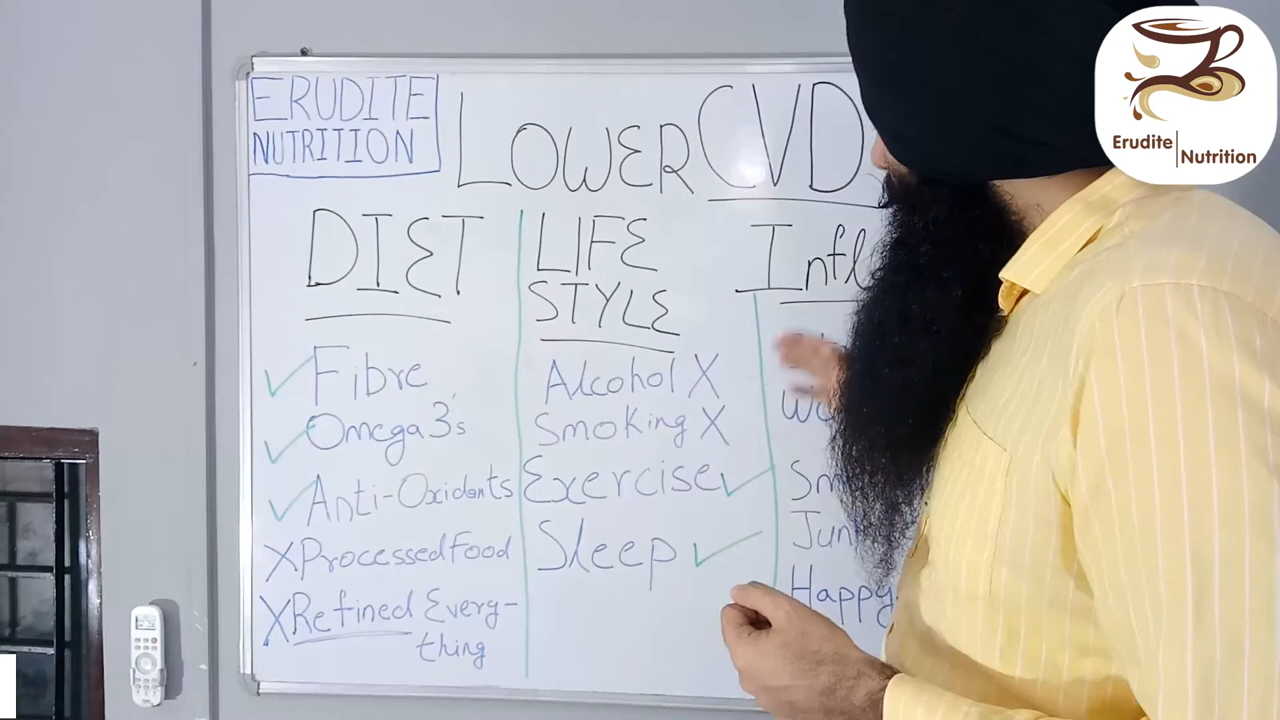 ERUDITE
NUTRITION
LOWER CVD
DIET
✓ Fibre
✓ Omega 3's
✓ Anti-Oxidants
X Processed Food
X Refined Every-
thing
LIFE
STYLE
Alcohol X
Smoking X
Exercise ✓
Sleep ✓
Happy
Erudite
Nutrition